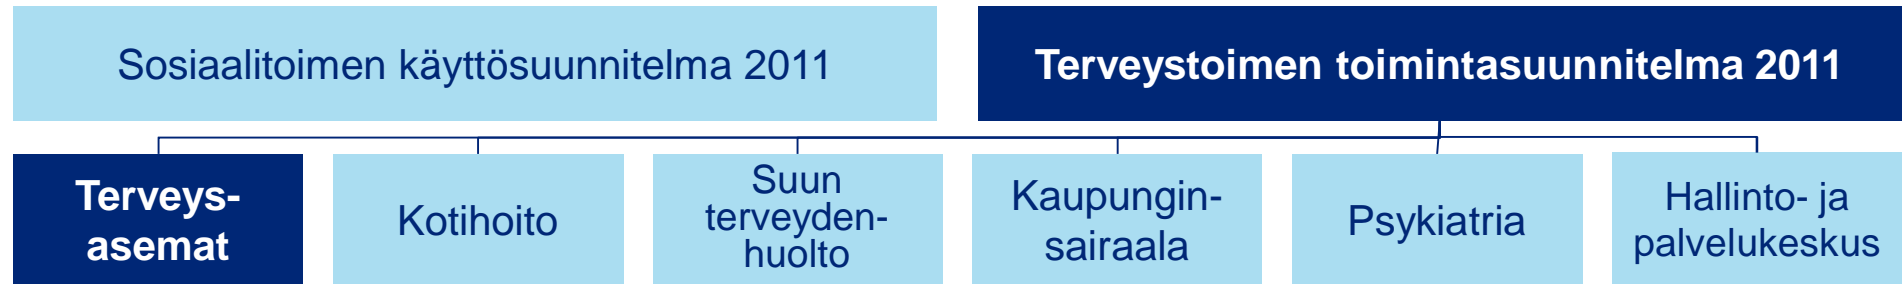 Sosiaalitoimen käyttösuunnitelma 2011
Terveystoimen toimintasuunnitelma 2011
Terveys-
asemat
Kotihoito
Suun
terveyden-
huolto
Kaupungin-
sairaala
Psykiatria
Hallinto- ja
palvelukeskus